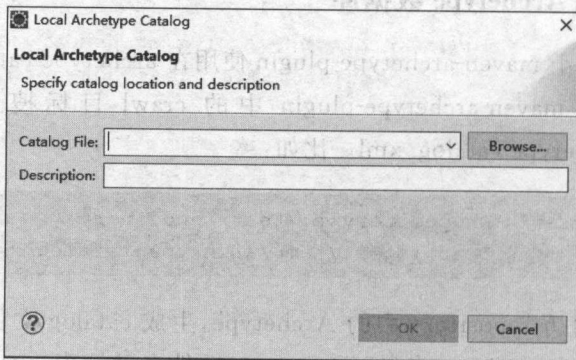 Local Archetype Catalog
Local Archetype Catalog
Specify catalog location and description
Catalog File:
Browse...
Description:
OK
Cancel